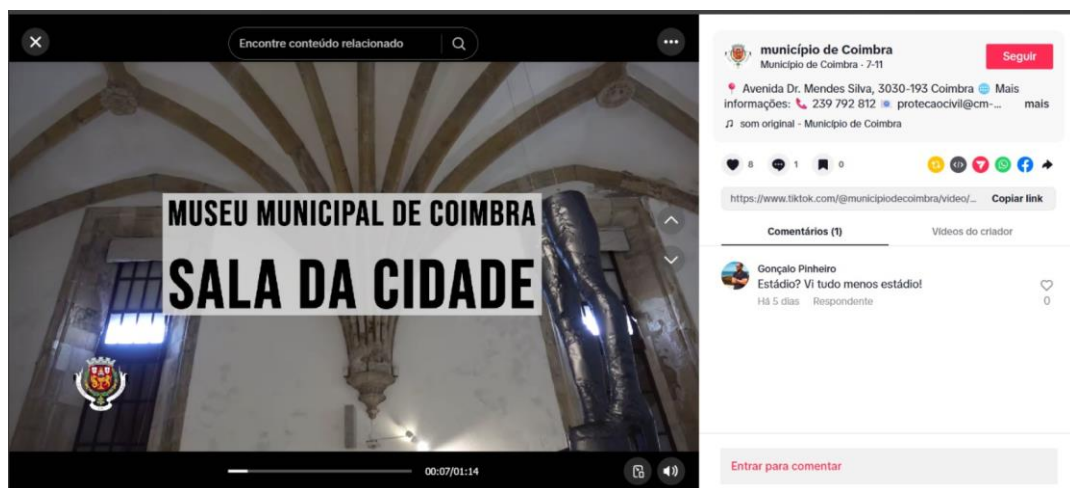 Encontre conteúdo relacionado
MUSEU MUNICIPAL DE COIMBRA
SALA DA CIDADE
00:07/01:14
município de Coimbra
Município de Coimbra · 7-11
Seguir
Avenida Dr. Mendes Silva, 3030-193 Coimbra 🌐 Mais
informações: 📞 239 792 812 📧 protecaocivil@cm-... mais
som original - Município de Coimbra
8 1 0
https://www.tiktok.com/@municipiodecoimbra/video/... Copiar link
Comentários (1) Vídeos do criador
Gonçalo Pinheiro
Estádio? Vi tudo menos estádio!
Há 5 dias Respondente
0
Entrar para comentar